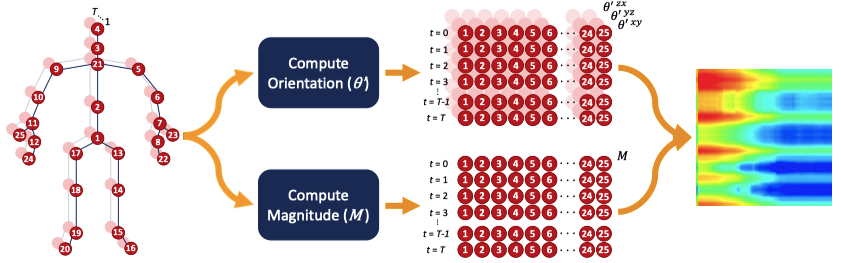 T...1
4
3
21
9
5
10
6
2
11
7
25
12
8
23
24
22
1
17
13
18
14
19
15
20
16
Compute
Orientation (θ')
Compute
Magnitude (M)
θ' zx
θ' yz
θ' xy
t = 0 1 2 3 4 5 6 ··· 24 25
t = 1 1 2 3 4 5 6 ··· 24 25
t = 2 1 2 3 4 5 6 ··· 24 25
t = 3 1 2 3 4 5 6 ··· 24 25
⋮
t = T-1 1 2 3 4 5 6 ··· 24 25
t = T 1 2 3 4 5 6 ··· 24 25
M
t = 0 1 2 3 4 5 6 ··· 24 25
t = 1 1 2 3 4 5 6 ··· 24 25
t = 2 1 2 3 4 5 6 ··· 24 25
t = 3 1 2 3 4 5 6 ··· 24 25
⋮
t = T-1 1 2 3 4 5 6 ··· 24 25
t = T 1 2 3 4 5 6 ··· 24 25